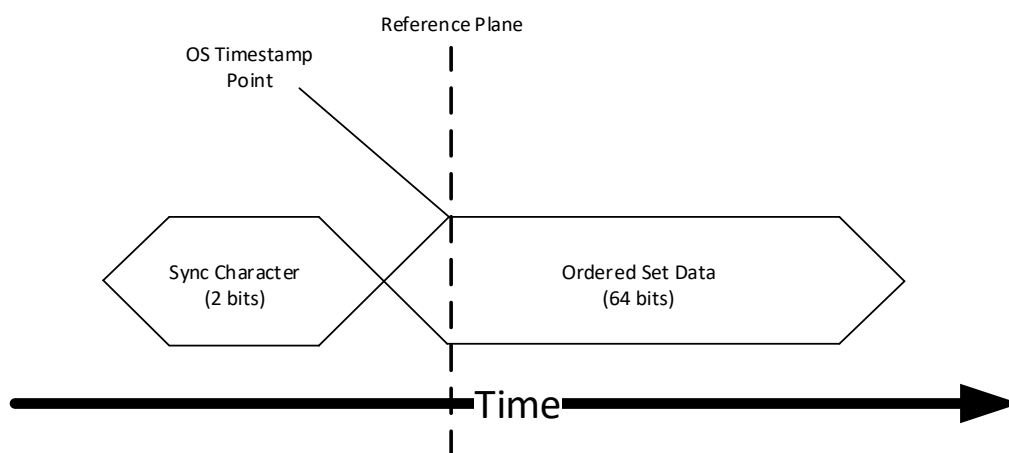 Reference Plane
OS Timestamp
Point
Sync Character
(2 bits)
Ordered Set Data
(64 bits)
Time